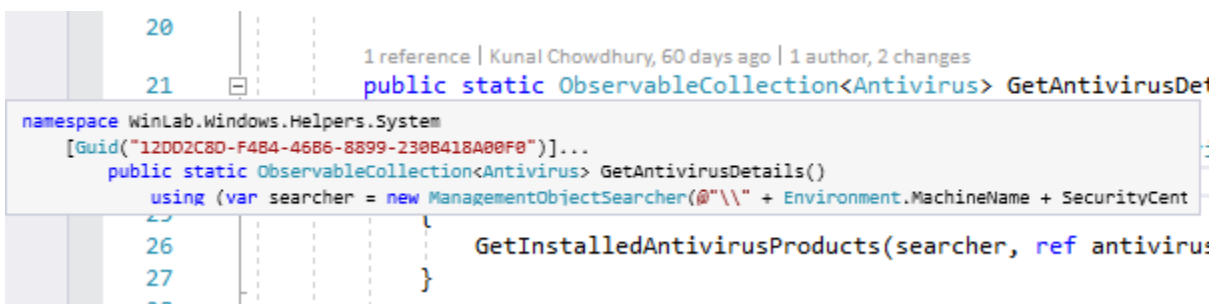 20
1 reference | Kunal Chowdhury, 60 days ago | 1 author, 2 changes
21 public static ObservableCollection<Antivirus> GetAntivirusDet
namespace WinLab.Windows.Helpers.System
[Guid("12DD2C8D-F4B4-46B6-8899-230B418A00F0")]...
public static ObservableCollection<Antivirus> GetAntivirusDetails()
using (var searcher = new ManagementObjectSearcher(@"\\" + Environment.MachineName + SecurityCent
25 {
26 GetInstalledAntivirusProducts(searcher, ref antivirus
27 }